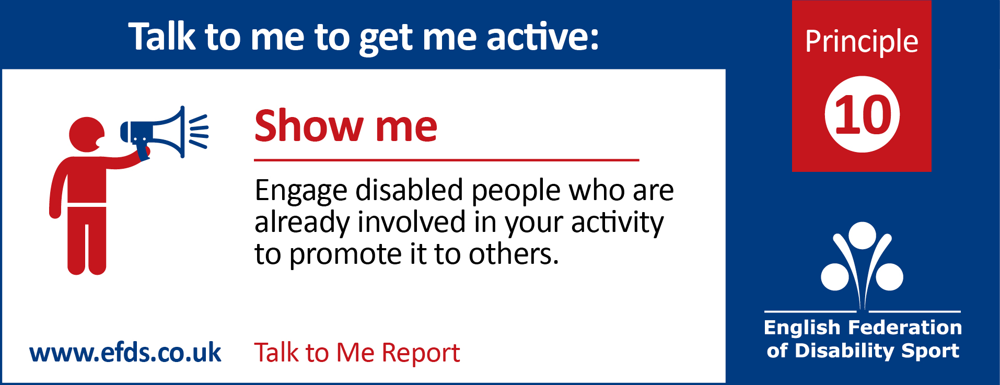 Talk to me to get me active:
Principle
10
Show me
Engage disabled people who are
already involved in your activity
to promote it to others.
www.efds.co.uk
Talk to Me Report
English Federation
of Disability Sport